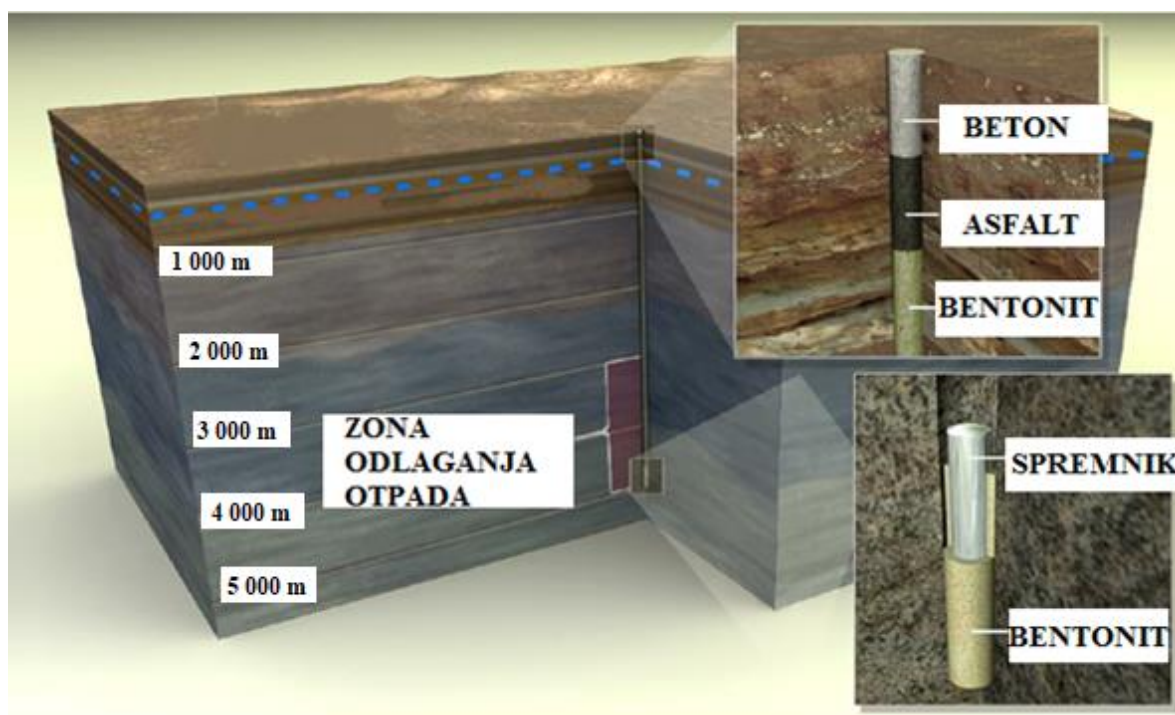 BETON
ASFALT
BENTONIT
1 000 m
2 000 m
3 000 m
4 000 m
5 000 m
ZONA
ODLAGANJA
OTPADA
SPREMNIK
BENTONIT